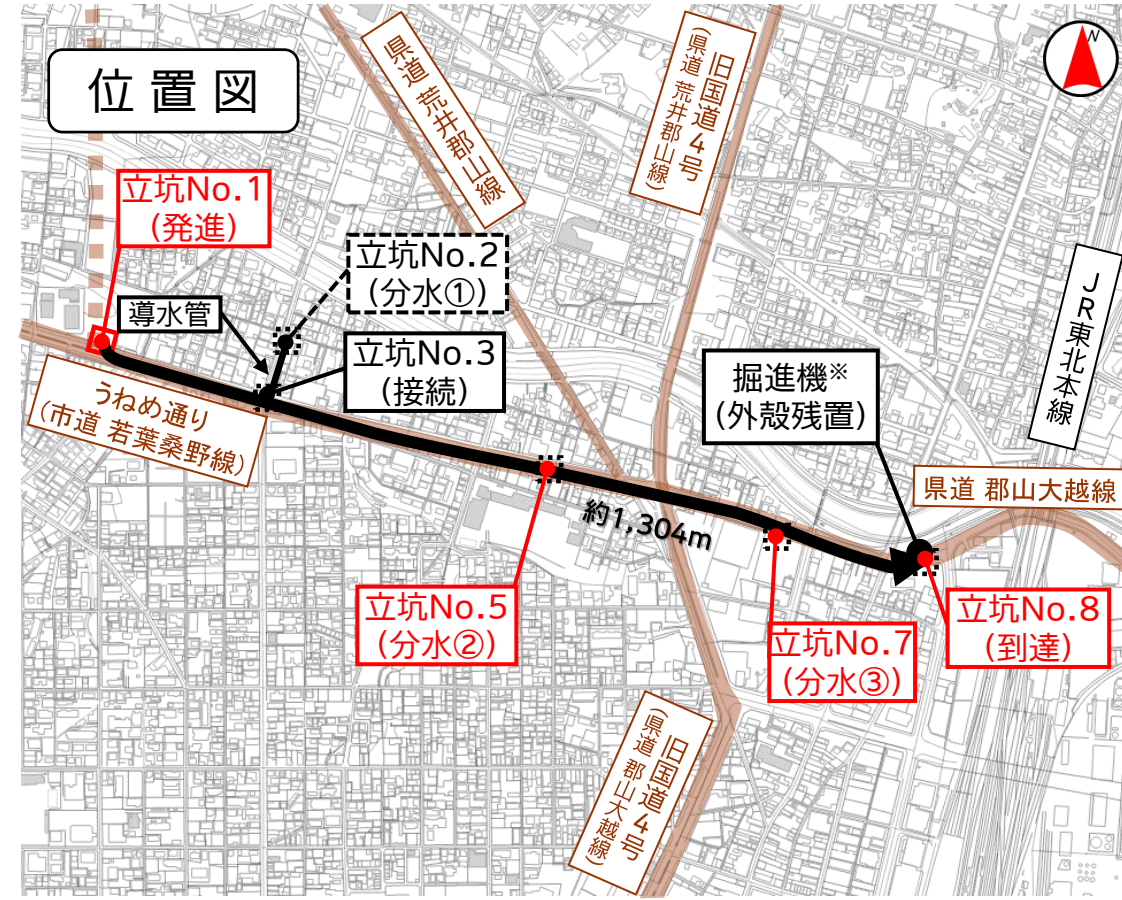 位置図
N
県道 荒井郡山線
旧国道4号
(県道 荒井郡山線)
立坑No.1
(発進)
立坑No.2
(分水①)
導水管
立坑No.3
(接続)
JR東北本線
掘進機※
(外殻残置)
うねめ通り
(市道 若葉桑野線)
県道 郡山大越線
約1,304m
立坑No.5
(分水②)
立坑No.7
(分水③)
立坑No.8
(到達)
旧国道4号
(県道 郡山大越線)